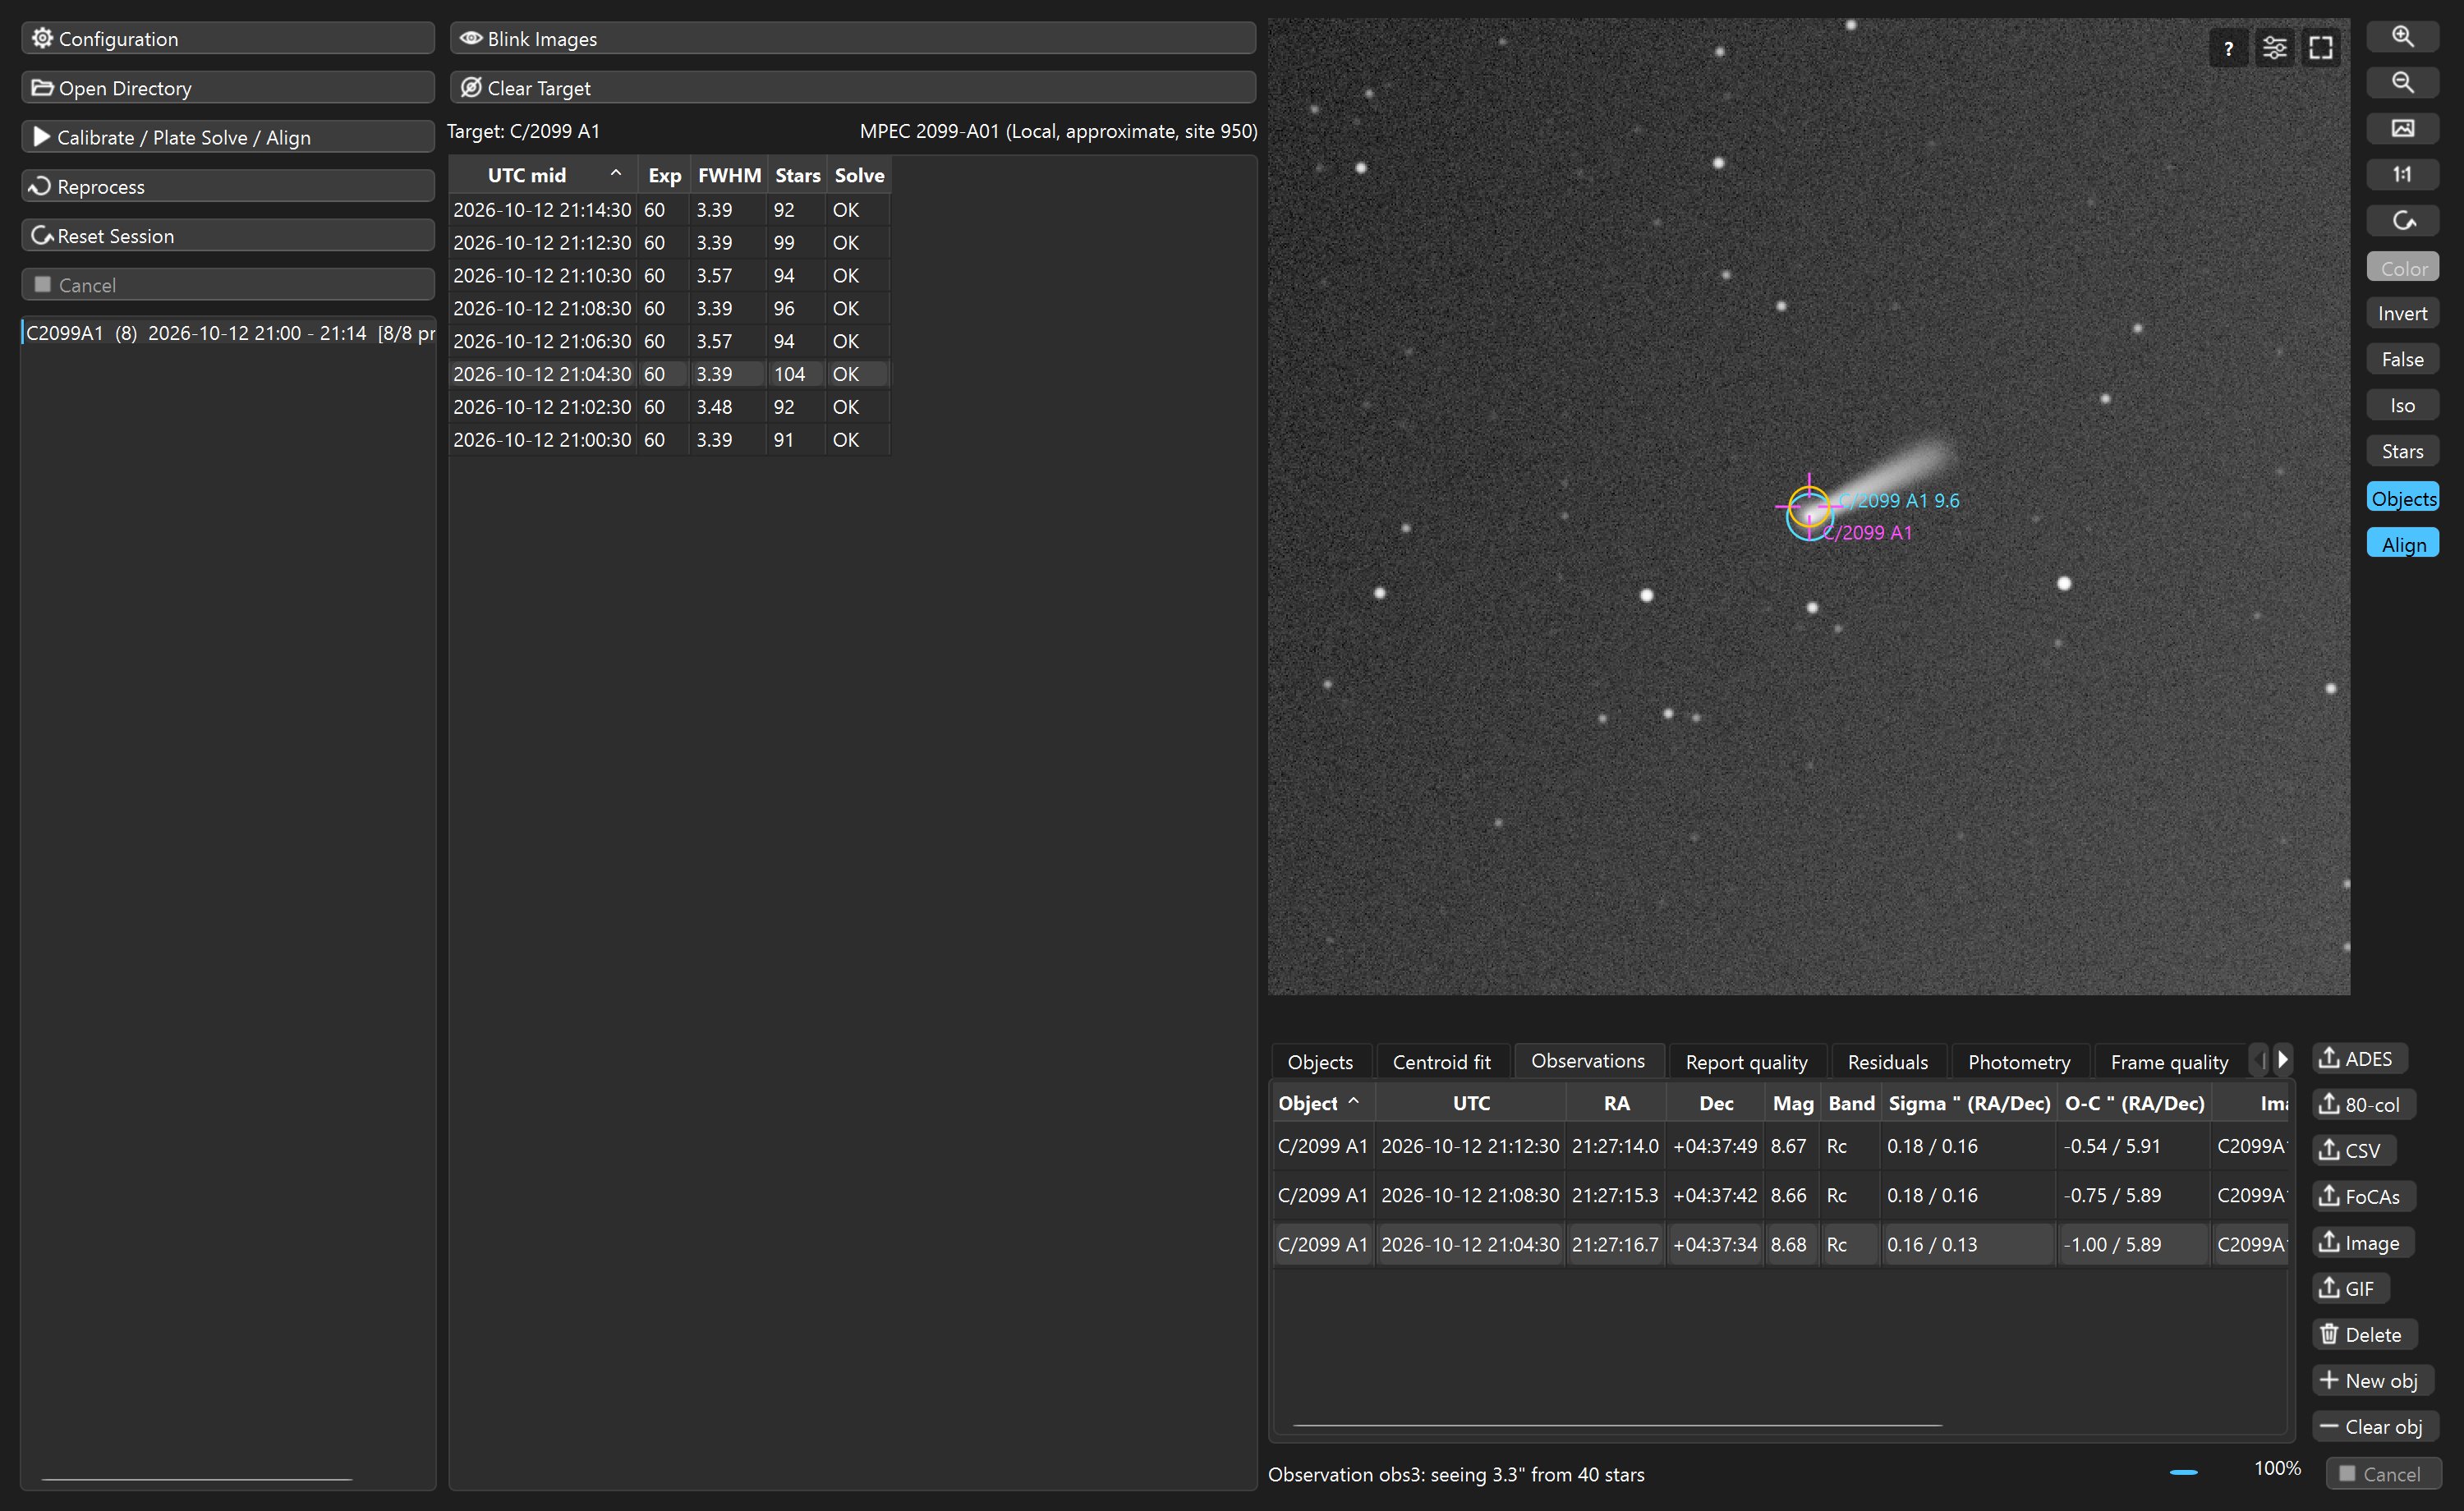 Configuration
Open Directory
Calibrate / Plate Solve / Align
Reprocess
Reset Session
Cancel
C2099A1 (8) 2026-10-12 21:00 - 21:14 [8/8 pr
Blink Images
Clear Target
Target: C/2099 A1 MPEC 2099-A01 (Local, approximate, site 950)
UTC mid Exp FWHM Stars Solve
2026-10-12 21:14:30 60 3.39 92 OK
2026-10-12 21:12:30 60 3.39 99 OK
2026-10-12 21:10:30 60 3.57 94 OK
2026-10-12 21:08:30 60 3.39 96 OK
2026-10-12 21:06:30 60 3.57 94 OK
2026-10-12 21:04:30 60 3.39 104 OK
2026-10-12 21:02:30 60 3.48 92 OK
2026-10-12 21:00:30 60 3.39 91 OK
?
C/2099 A1 9.6
C/2099 A1
1:1
Color
Invert
False
Iso
Stars
Objects
Align
Objects Centroid fit Observations Report quality Residuals Photometry Frame quality
Object UTC RA Dec Mag Band Sigma " (RA/Dec) O-C " (RA/Dec) Ima
C/2099 A1 2026-10-12 21:12:30 21:27:14.0 +04:37:49 8.67 Rc 0.18 / 0.16 -0.54 / 5.91 C2099A1
C/2099 A1 2026-10-12 21:08:30 21:27:15.3 +04:37:42 8.66 Rc 0.18 / 0.16 -0.75 / 5.89 C2099A1
C/2099 A1 2026-10-12 21:04:30 21:27:16.7 +04:37:34 8.68 Rc 0.16 / 0.13 -1.00 / 5.89 C2099A1
ADES
80-col
CSV
FoCAs
Image
GIF
Delete
New obj
Clear obj
Observation obs3: seeing 3.3" from 40 stars
100%
Cancel